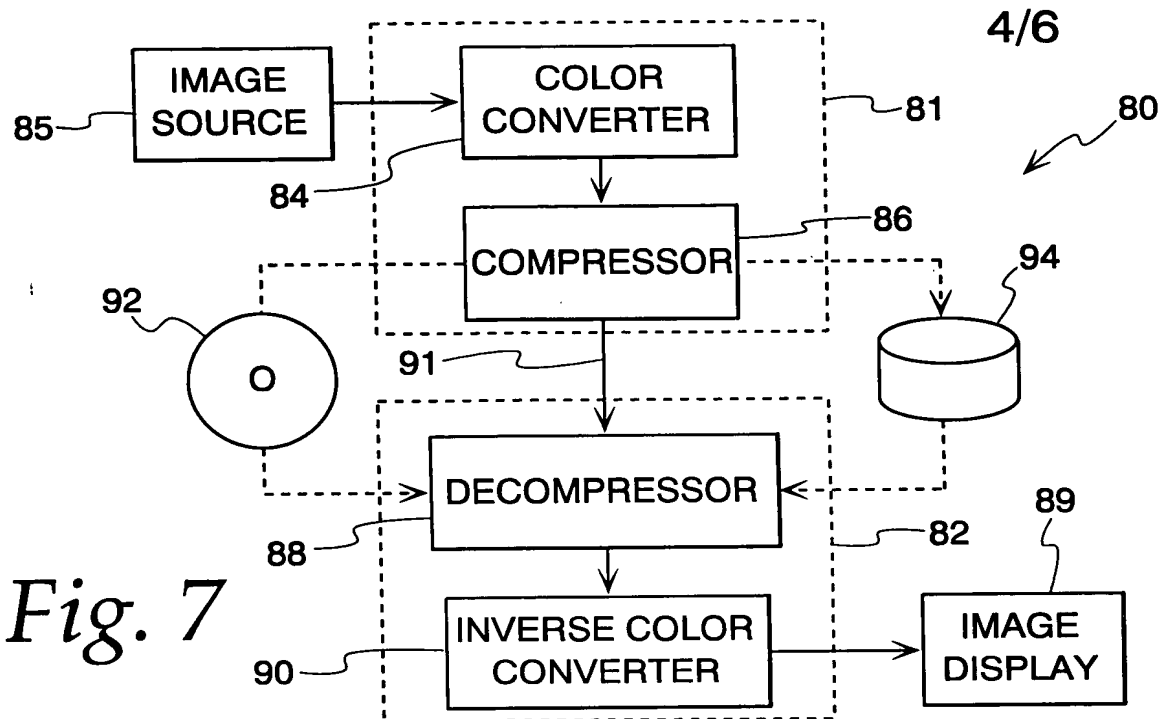 4/6
IMAGE
SOURCE
85
COLOR
CONVERTER
84
81
80
COMPRESSOR
86
92
O
94
91
DECOMPRESSOR
88
82
89
Fig. 7
INVERSE COLOR
CONVERTER
90
IMAGE
DISPLAY